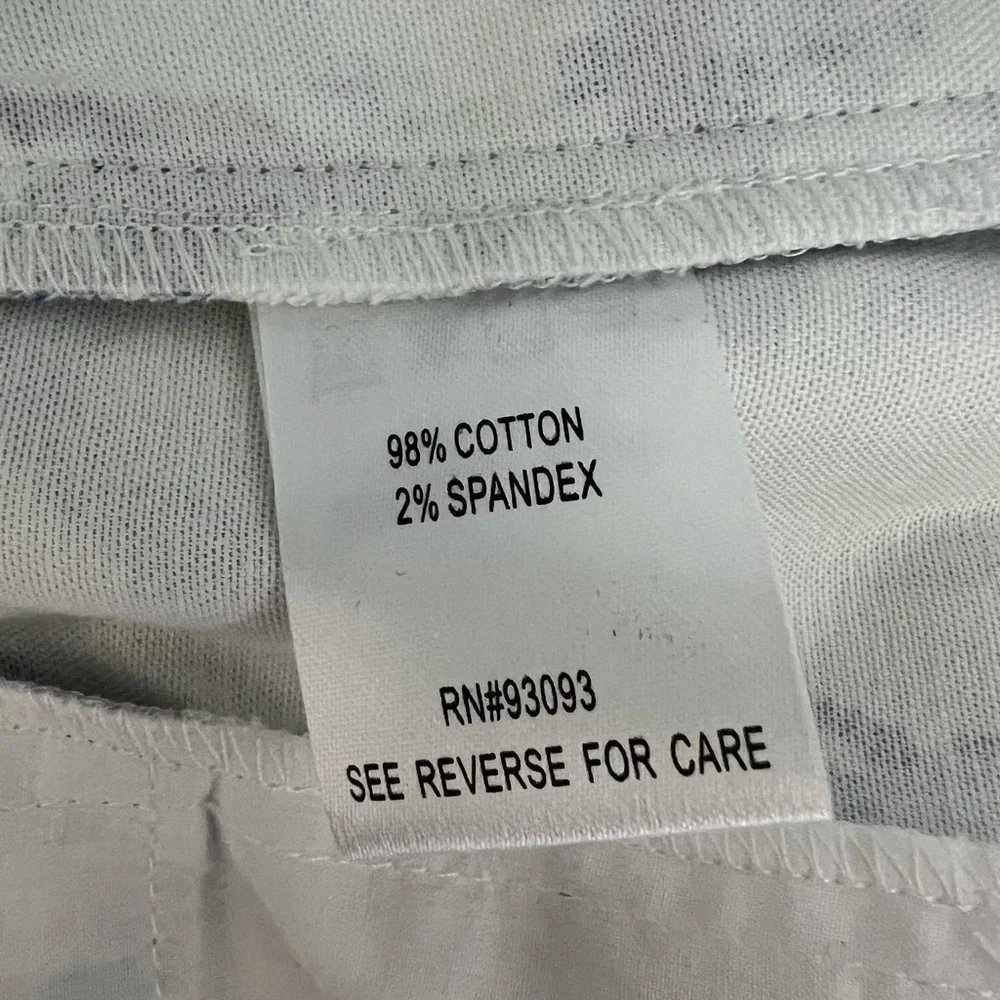 98% COTTON
2% SPANDEX
RN#93093
SEE REVERSE FOR CARE